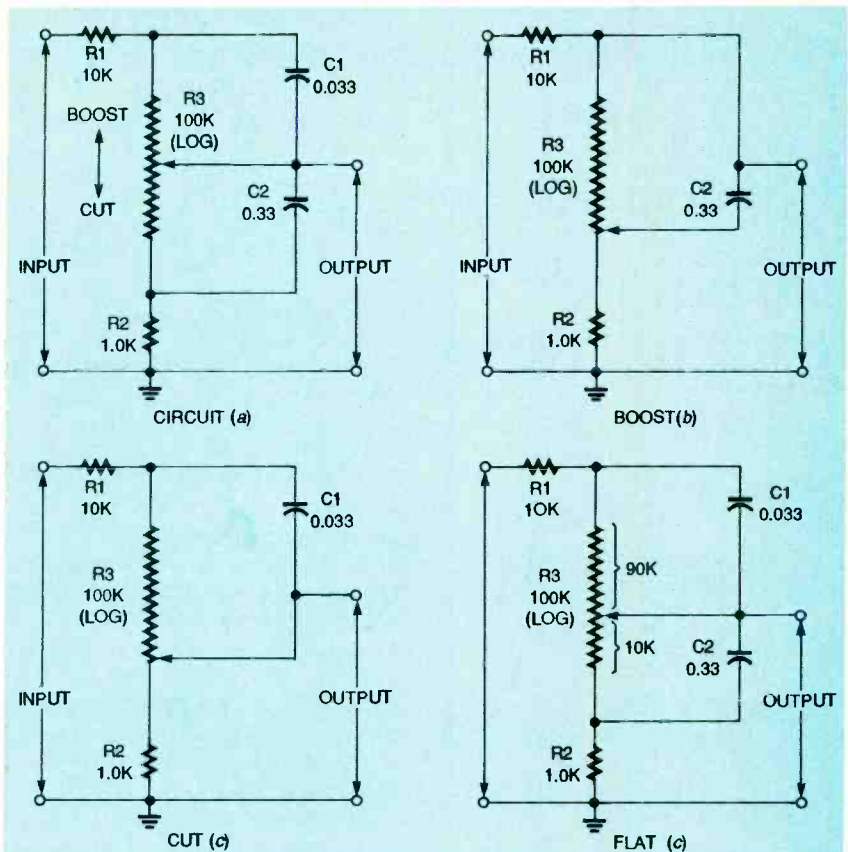 R1
10K
C1
0.033
R3
100K
(LOG)
BOOST
CUT
C2
0.33
INPUT
OUTPUT
R2
1.0K
CIRCUIT (a)
R1
10K
R3
100K
(LOG)
C2
0.33
INPUT
OUTPUT
R2
1.0K
BOOST(b)
R1
10K
C1
0.033
R3
100K
(LOG)
INPUT
OUTPUT
R2
1.0K
CUT (c)
R1
10K
C1
0.033
90K
R3
100K
(LOG)
10K
C2
0.33
INPUT
OUTPUT
R2
1.0K
FLAT (c)